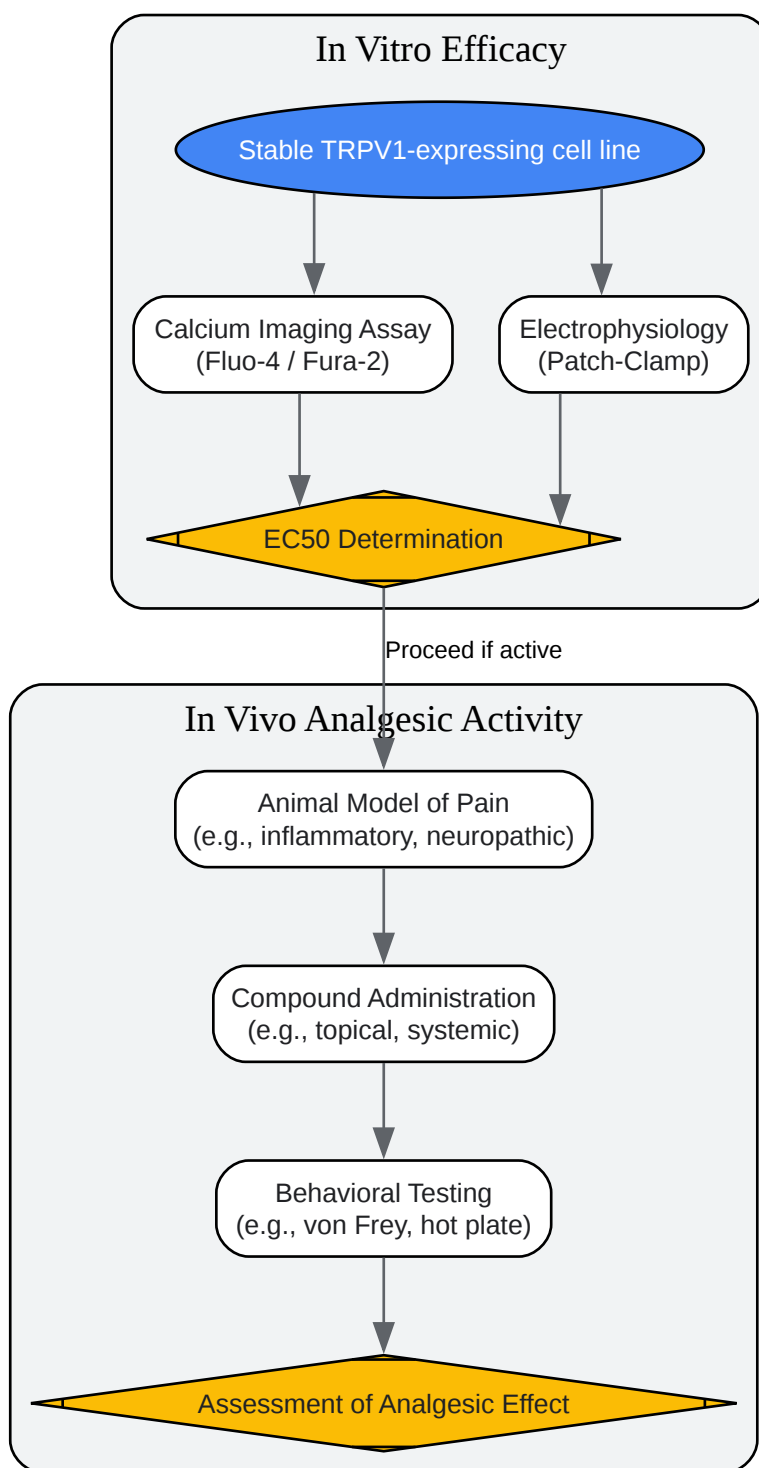 In Vitro Efficacy
Stable TRPV1-expressing cell line
Calcium Imaging Assay
(Fluo-4 / Fura-2)
Electrophysiology
(Patch-Clamp)
EC50 Determination
Proceed if active
In Vivo Analgesic Activity
Animal Model of Pain
(e.g., inflammatory, neuropathic)
Compound Administration
(e.g., topical, systemic)
Behavioral Testing
(e.g., von Frey, hot plate)
Assessment of Analgesic Effect